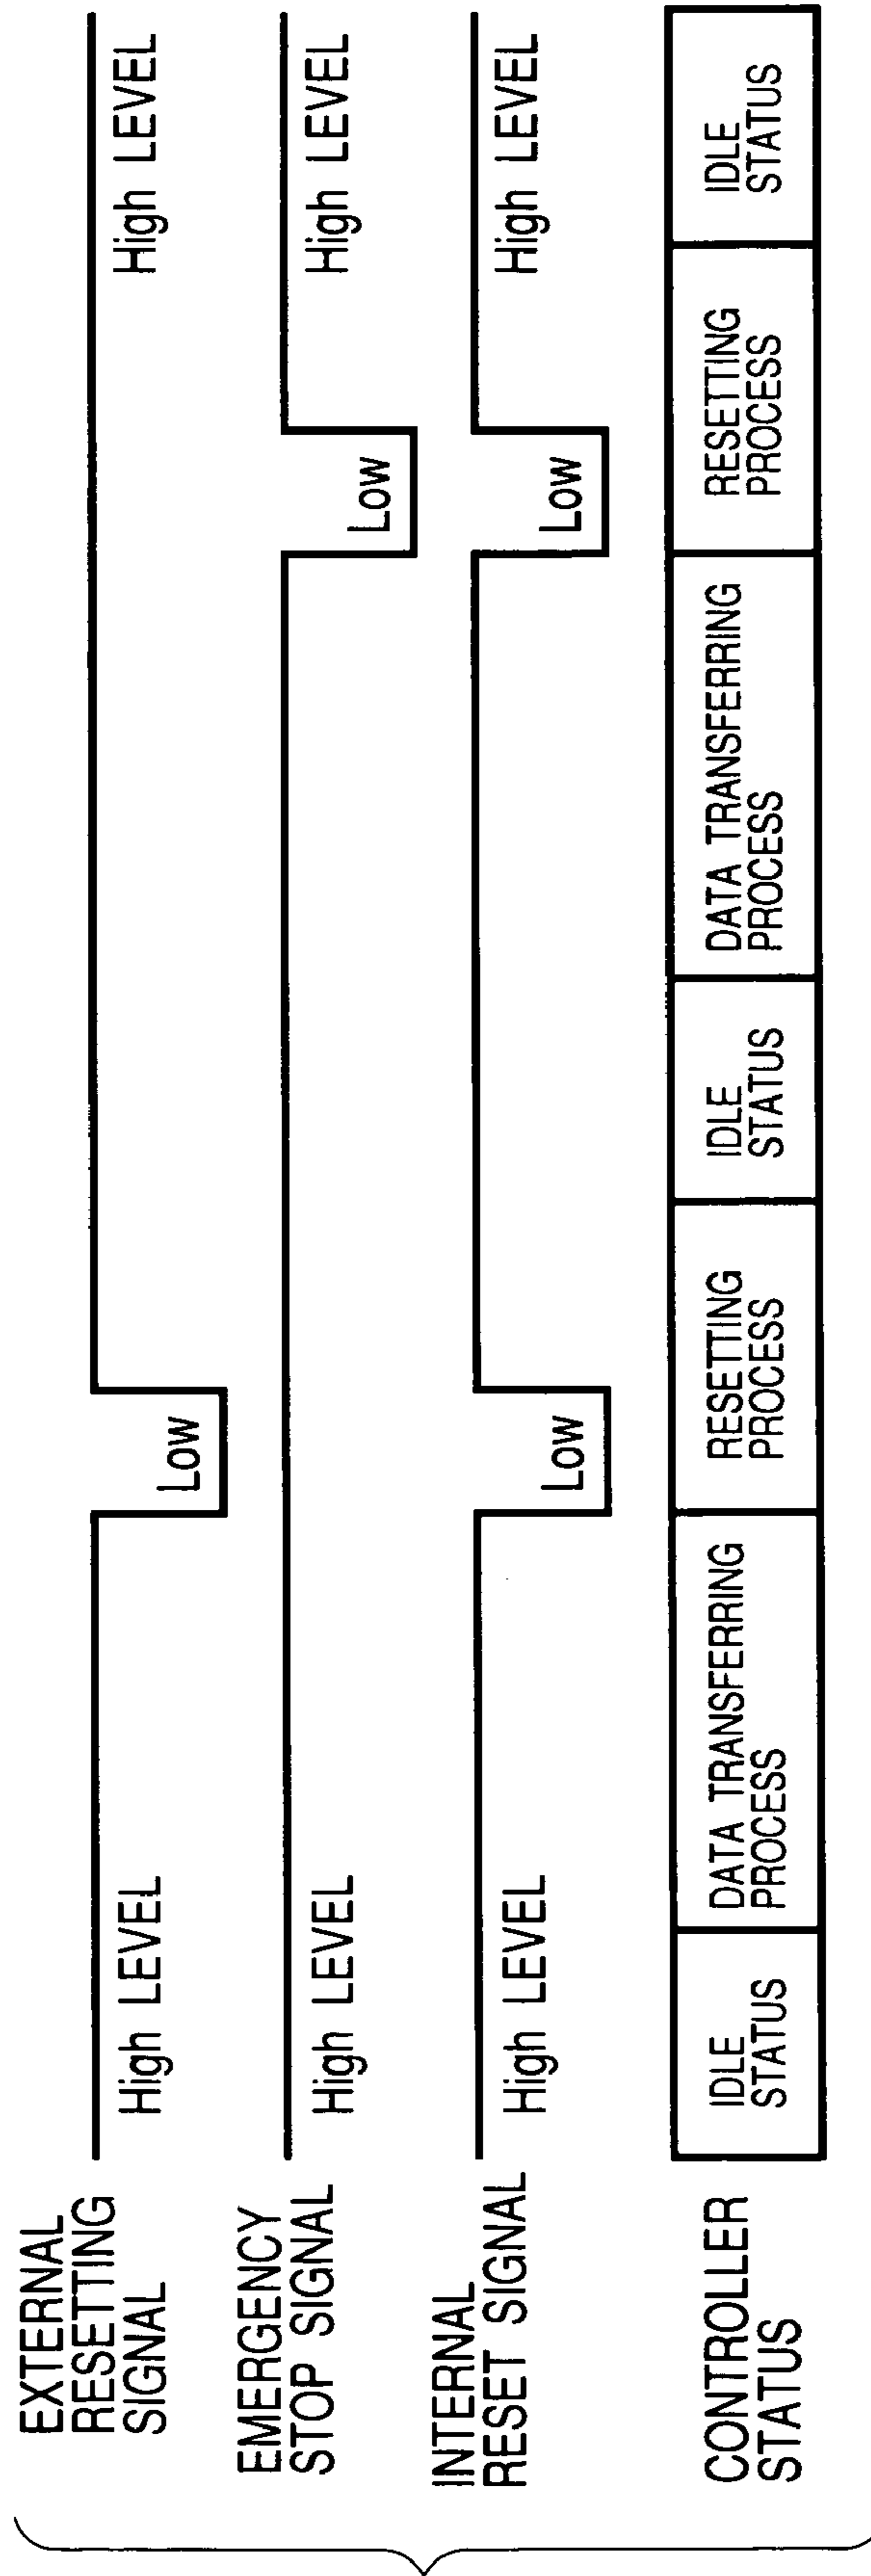 EXTERNAL
RESETTING
SIGNAL
High LEVEL
Low
High LEVEL
EMERGENCY
STOP SIGNAL
High LEVEL
Low
High LEVEL
INTERNAL
RESET SIGNAL
High LEVEL
Low
Low
High LEVEL
CONTROLLER
STATUS
IDLE
STATUS
DATA TRANSFERRING
PROCESS
RESETTING
PROCESS
IDLE
STATUS
DATA TRANSFERRING
PROCESS
RESETTING
PROCESS
IDLE
STATUS